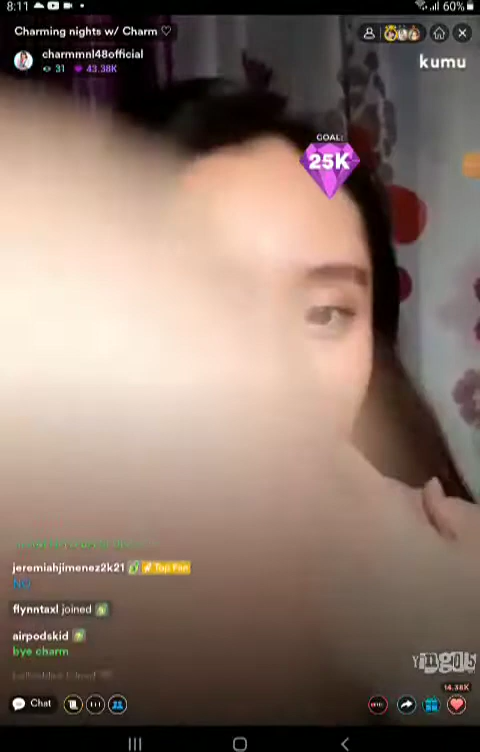 8:11
60%
Charming nights w/ Charm ♡
charmmnl48official
31 43.38K
kumu
GOAL:
25K
jeremiahjimenez2k21 Top Fan
NO
flynntaxl joined
airpodskid
bye charm
14.38K
Chat